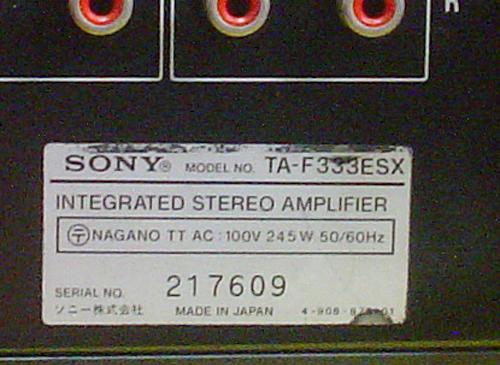 SONY® MODEL NO. TA-F333ESX
INTEGRATED STEREO AMPLIFIER
〒 NAGANO TT AC : 100V 245W 50/60Hz
SERIAL NO. 217609
ソニー株式会社 MADE IN JAPAN